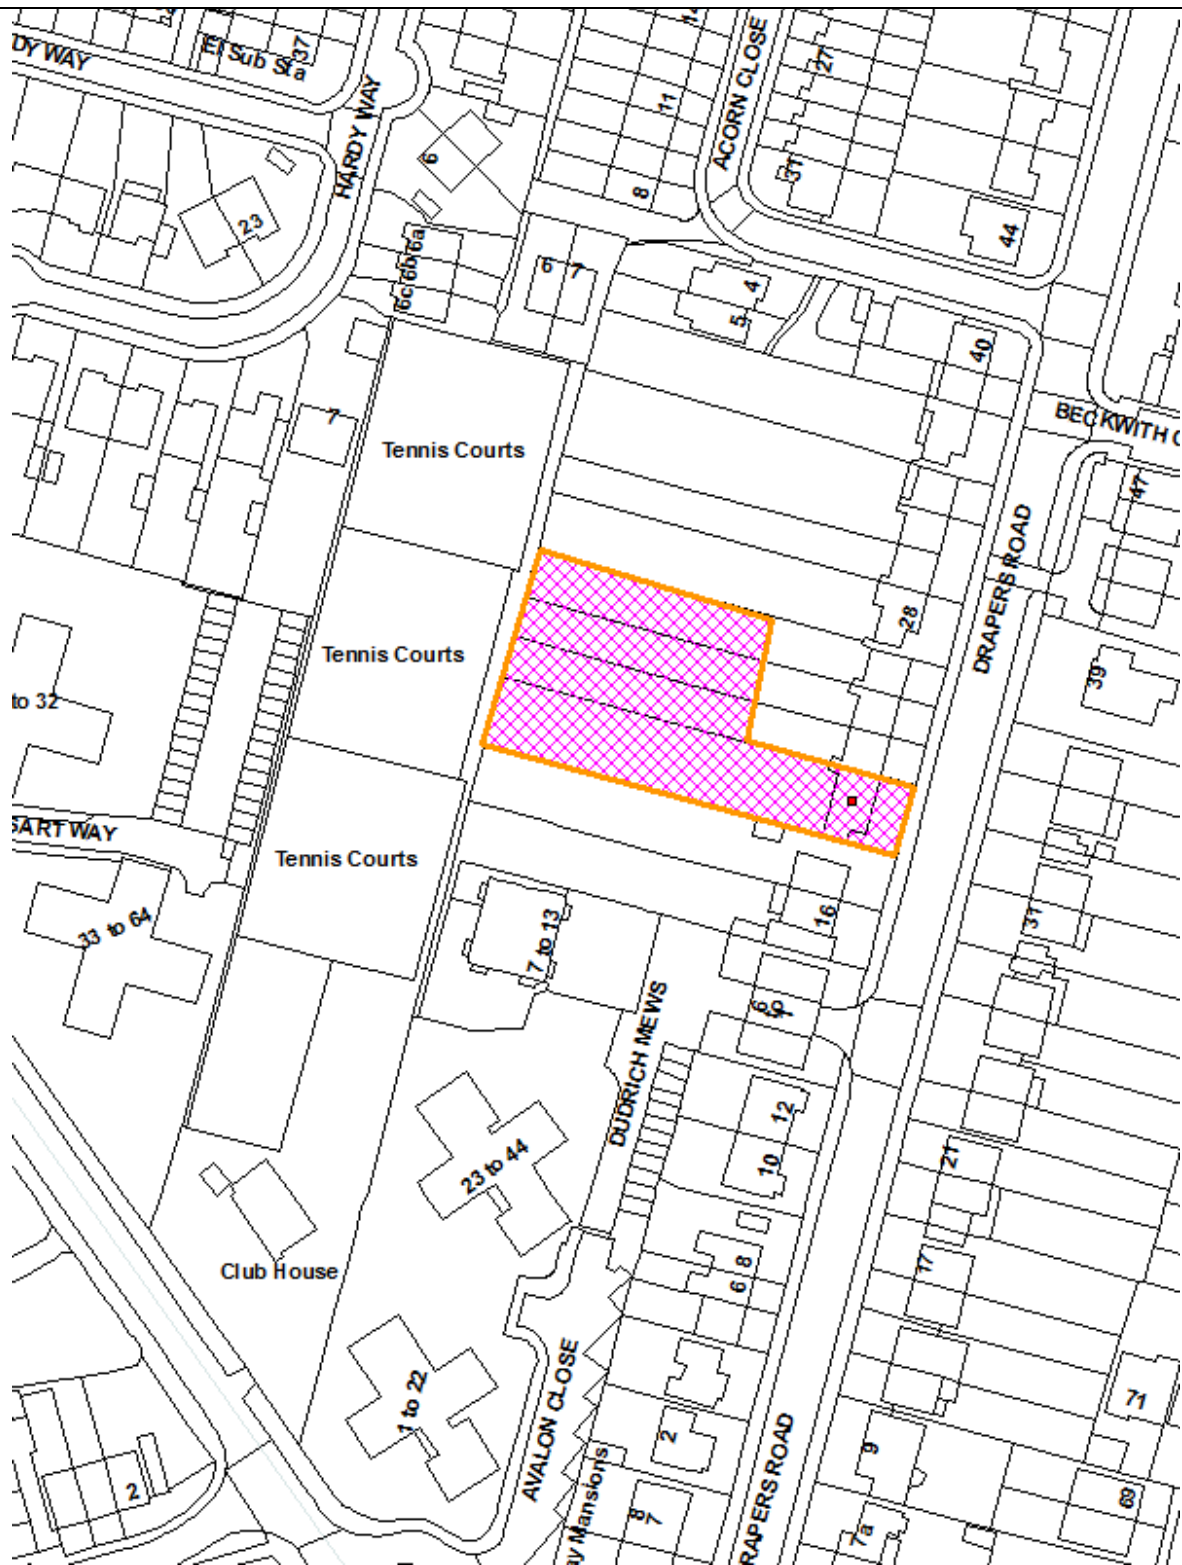 14
37
El Sub Sta
DY WAY
ACORN CLOSE
27
11
HARDY WAY
6
31
8
23
44
6a
6b
6c
6
7
4
5
40
7
BECKWITH C
Tennis Courts
47
DRAPERS ROAD
28
Tennis Courts
39
to 32
SART WAY
Tennis Courts
16
31
33 to 64
7 to 13
DUDRICH MEWS
12
10
23 to 44
21
8
6
17
Club House
1 to 22
AVALON CLOSE
71
2
9
DRAPERS ROAD
2
69
8
7
7a
ay Mansions